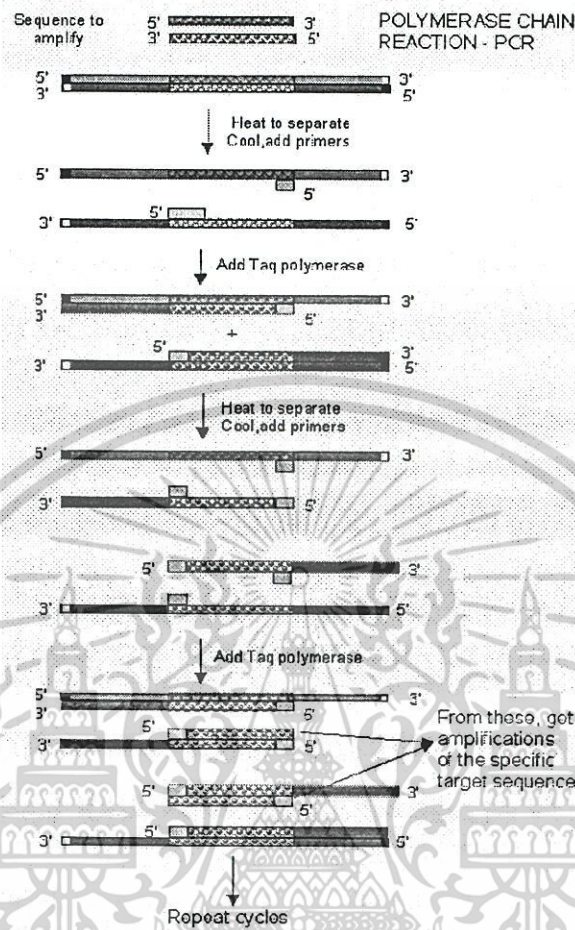 Sequence to amplify
5' 3'
3' 5'
POLYMERASE CHAIN
REACTION - PCR
5' 3'
3' 5'
Heat to separate
Cool,add primers
5' 3'
5'
5'
3' 5'
Add Taq polymerase
5' 3'
3' 5'
+
5' 3'
3' 5'
Heat to separate
Cool,add primers
5' 3'
3' 5'
5' 3'
3' 5'
Add Taq polymerase
5' 3'
3' 5'
5'
3' 5'
From these, get
amplifications
of the specific
target sequence
5' 3'
5'
5'
3' 5'
Repeat cycles